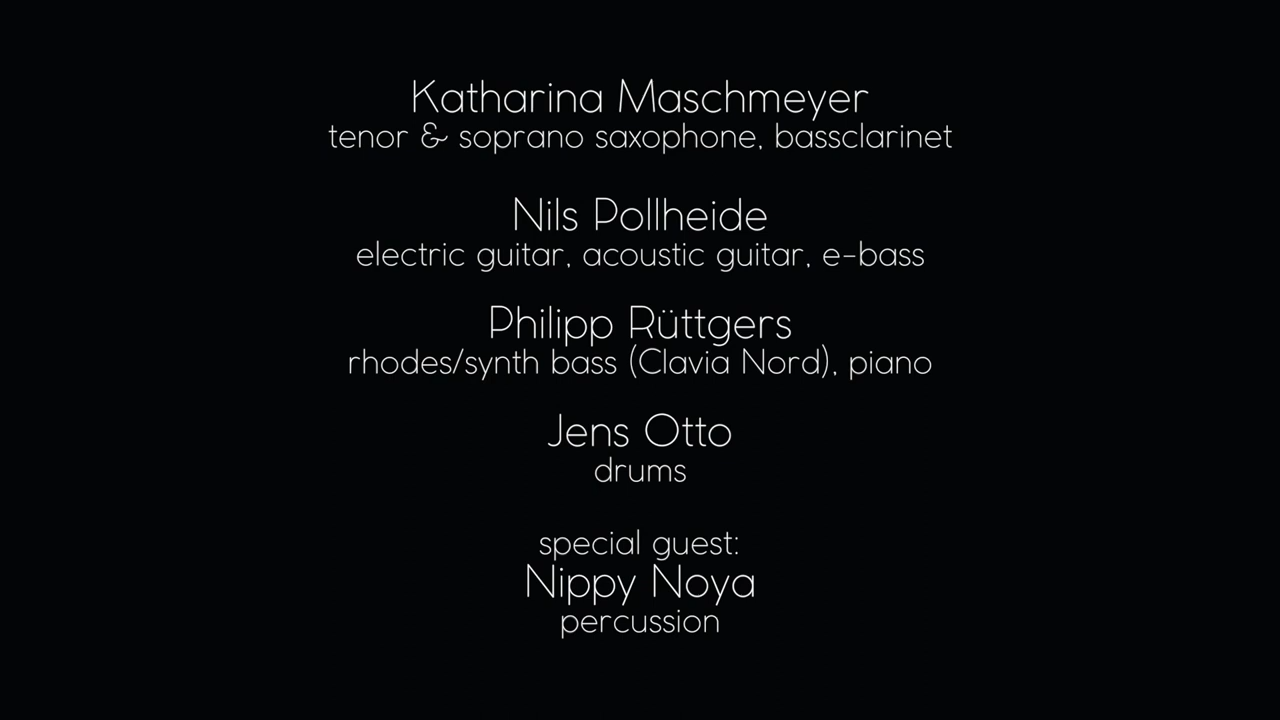 Katharina Maschmeyer
tenor & soprano saxophone, bassclarinet
Nils Pollheide
electric guitar, acoustic guitar, e-bass
Philipp Rüttgers
rhodes/synth bass (Clavia Nord), piano
Jens Otto
drums
special guest:
Nippy Noya
percussion